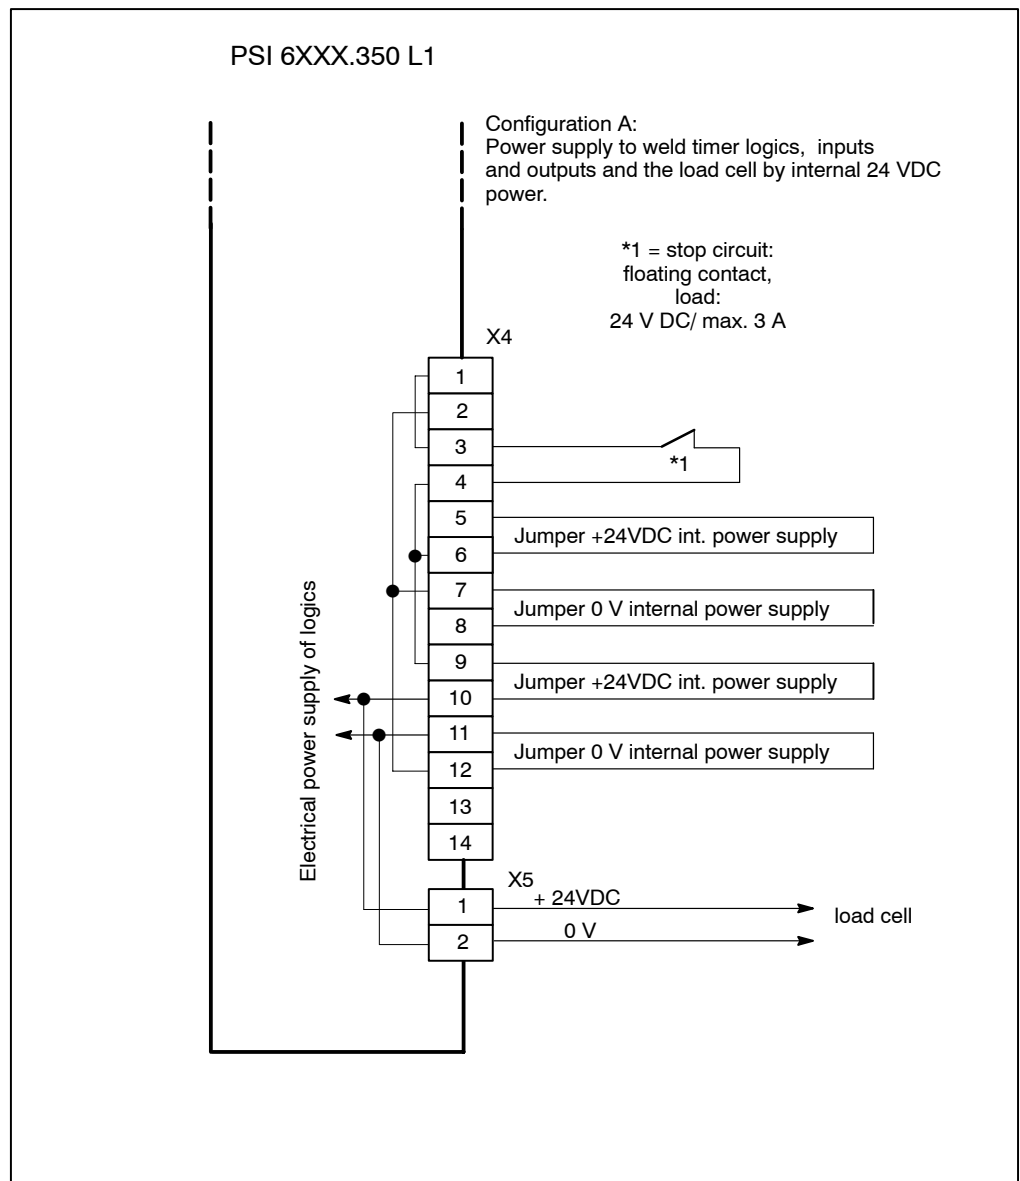 PSI 6XXX.350 L1
Configuration A:
Power supply to weld timer logics, inputs
and outputs and the load cell by internal 24 VDC
power.
*1 = stop circuit:
floating contact,
load:
24 V DC/ max. 3 A
X4
1
2
3
*1
4
5
Jumper +24VDC int. power supply
6
7
Jumper 0 V internal power supply
8
9
Jumper +24VDC int. power supply
10
11
Jumper 0 V internal power supply
12
13
14
Electrical power supply of logics
X5
1
+ 24VDC
load cell
2
0 V